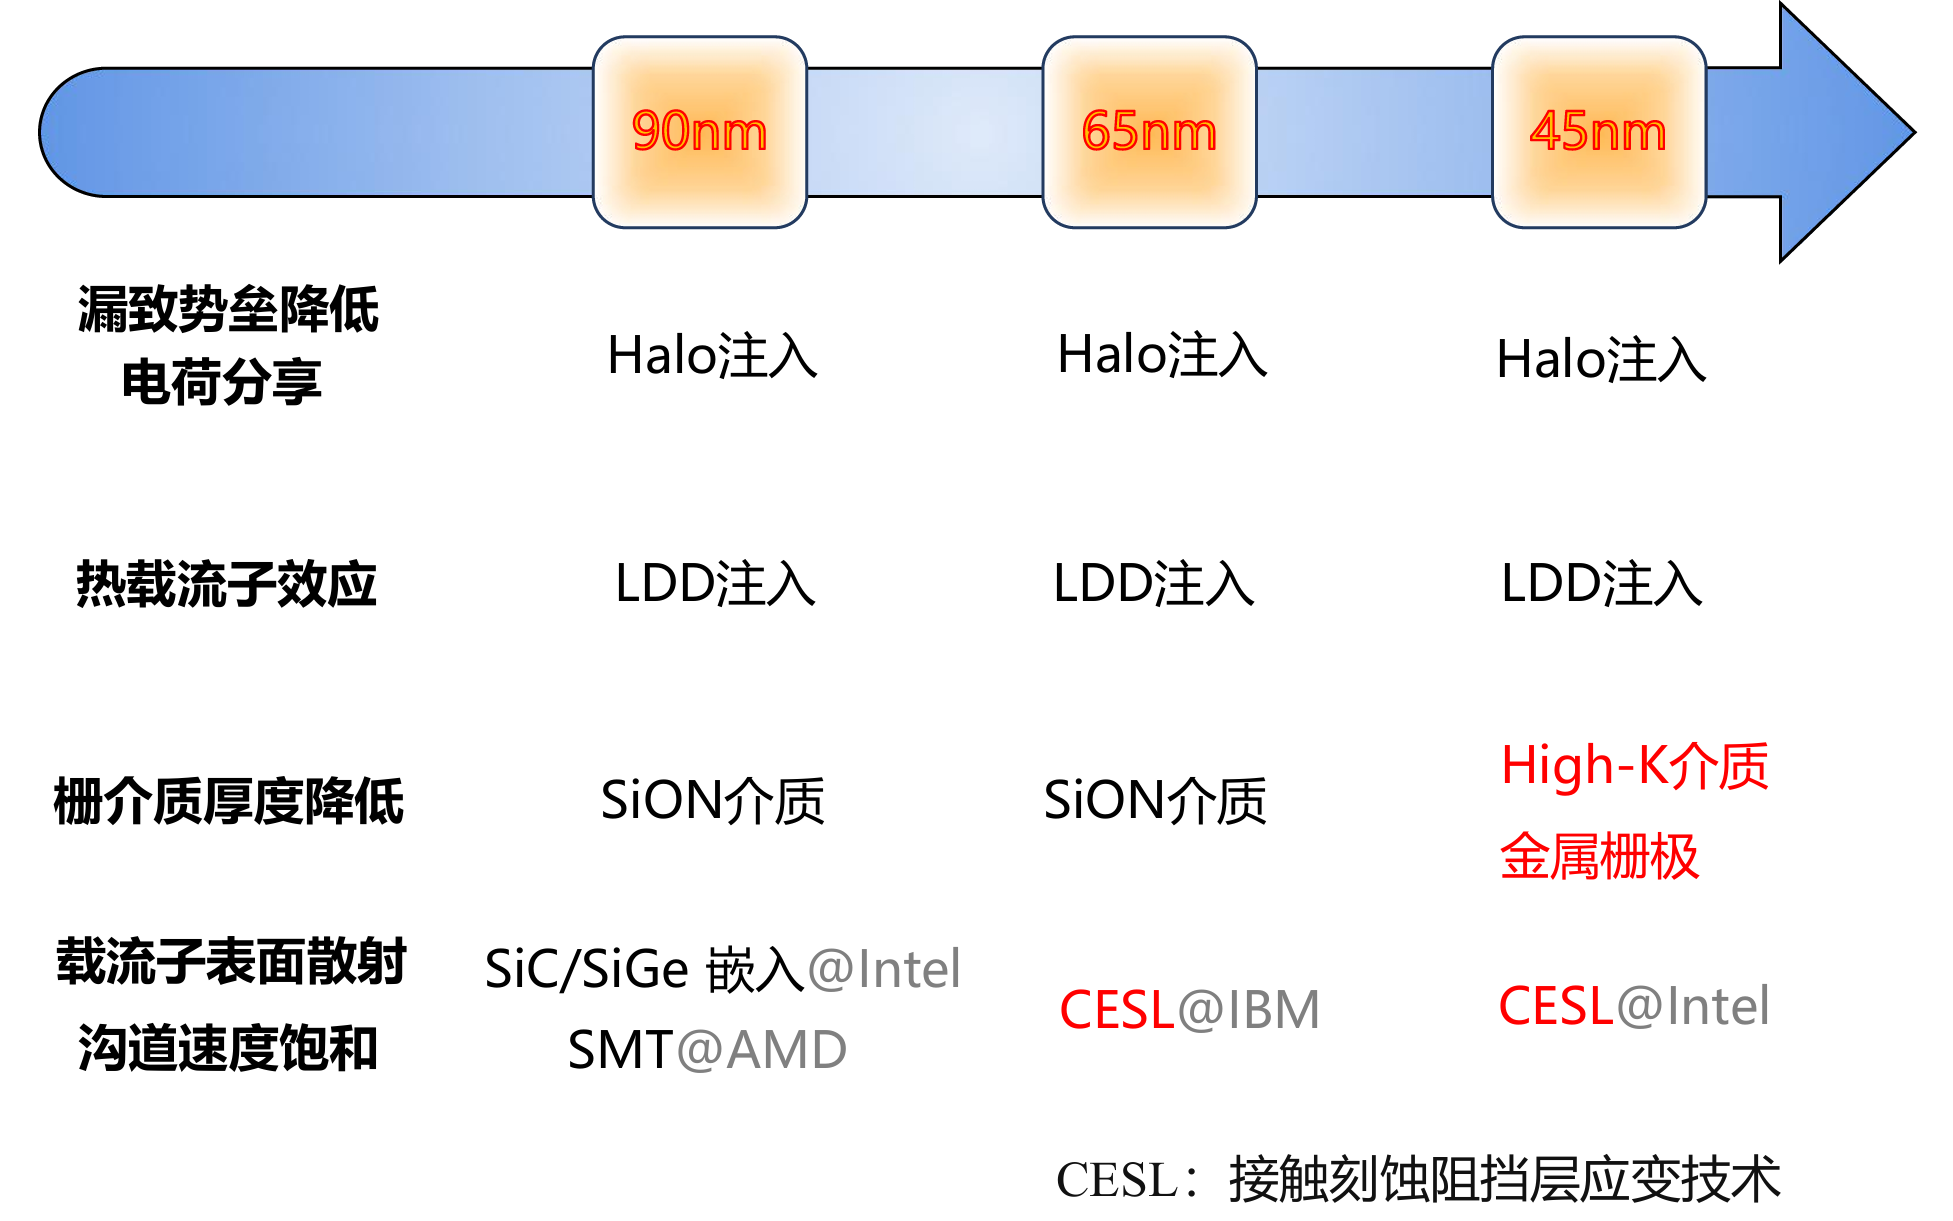 90nm 65nm 45nm
漏致势垒降低
电荷分享
Halo注入 Halo注入 Halo注入
热载流子效应 LDD注入 LDD注入 LDD注入
栅介质厚度降低 SiON介质 SiON介质
High-K介质
金属栅极
载流子表面散射
沟道速度饱和
SiC/SiGe 嵌入@Intel
SMT@AMD
CESL@IBM CESL@Intel
CESL：接触刻蚀阻挡层应变技术